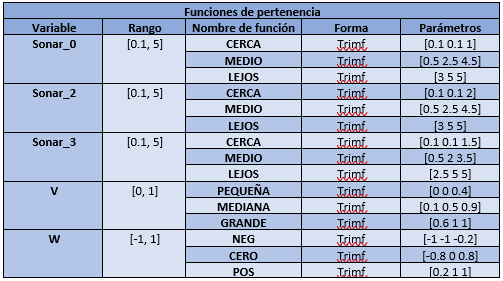 Funciones de pertenencia
Variable Rango Nombre de función Forma Parámetros
Sonar_0 [0.1, 5] CERCA Trimf. [0.1 0.1 1]
MEDIO Trimf. [0.5 2.5 4.5]
LEJOS Trimf. [3 5 5]
Sonar_2 [0.1, 5] CERCA Trimf. [0.1 0.1 2]
MEDIO Trimf. [0.5 2.5 4.5]
LEJOS Trimf. [3 5 5]
Sonar_3 [0.1, 5] CERCA Trimf. [0.1 0.1 1.5]
MEDIO Trimf. [0.5 2 3.5]
LEJOS Trimf. [2.5 5 5]
V [0, 1] PEQUEÑA Trimf. [0 0 0.4]
MEDIANA Trimf. [0.1 0.5 0.9]
GRANDE Trimf. [0.6 1 1]
W [-1, 1] NEG Trimf. [-1 -1 -0.2]
CERO Trimf. [-0.8 0 0.8]
POS Trimf. [0.2 1 1]